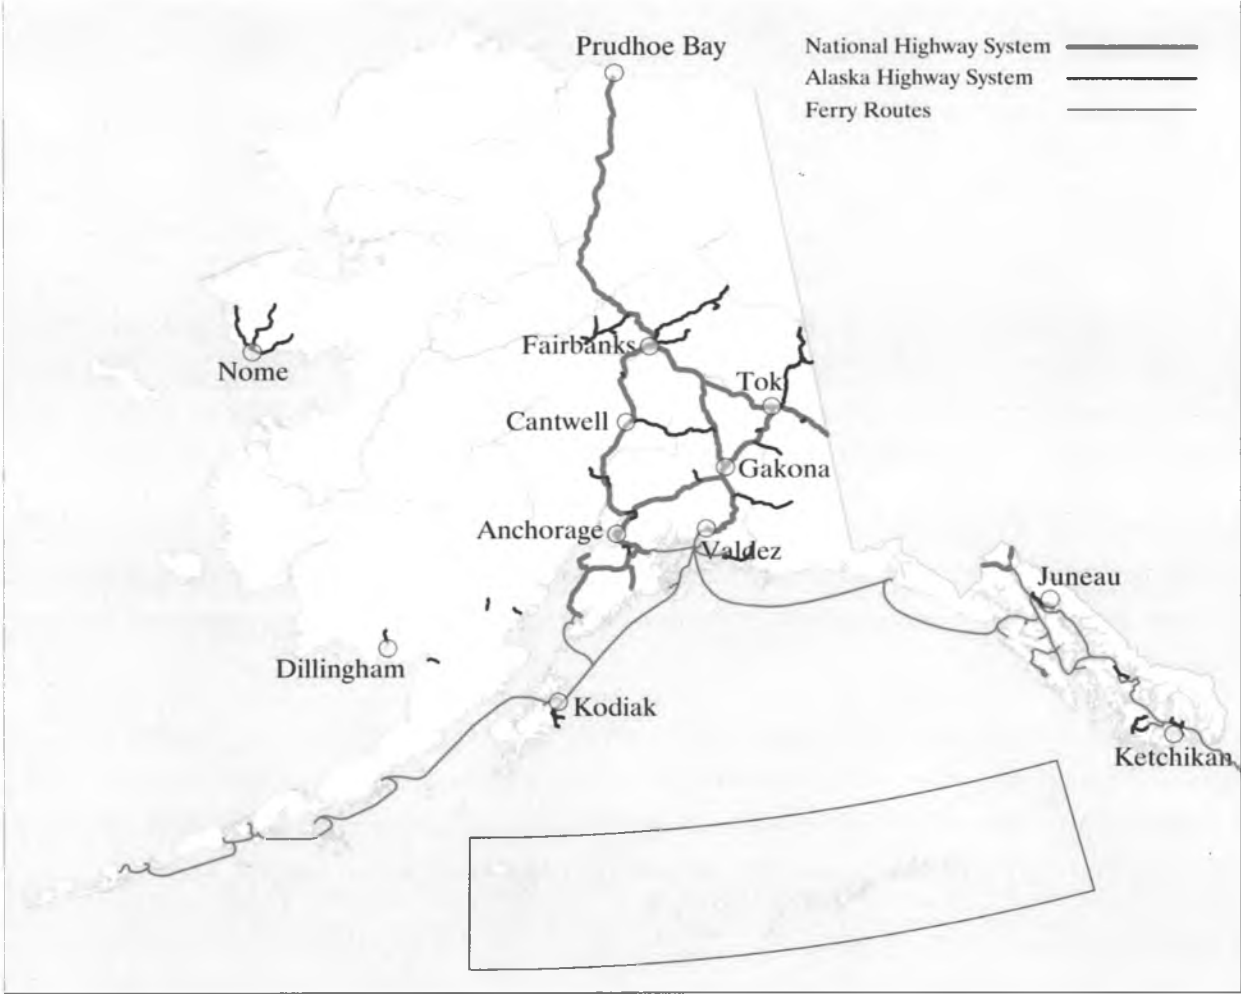 Prudhoe Bay
National Highway System
Alaska Highway System
Ferry Routes
Fairbanks
Nome
Tok
Cantwell
Gakona
Anchorage
Valdez
Juneau
Dillingham
Kodiak
Ketchikan